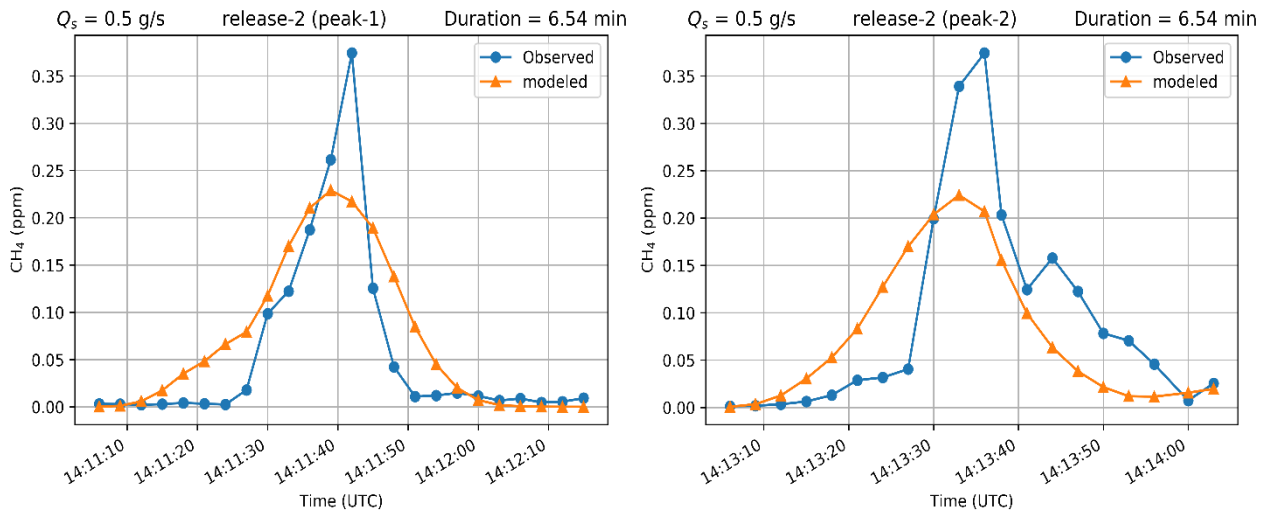 Qs = 0.5 g/s release-2 (peak-1) Duration = 6.54 min
Observed
modeled
CH4 (ppm)
0.35
0.30
0.25
0.20
0.15
0.10
0.05
0.00
14:11:10
14:11:20
14:11:30
14:11:40
14:11:50
14:12:00
14:12:10
Time (UTC)
Qs = 0.5 g/s release-2 (peak-2) Duration = 6.54 min
Observed
modeled
CH4 (ppm)
0.35
0.30
0.25
0.20
0.15
0.10
0.05
0.00
14:13:10
14:13:20
14:13:30
14:13:40
14:13:50
14:14:00
Time (UTC)